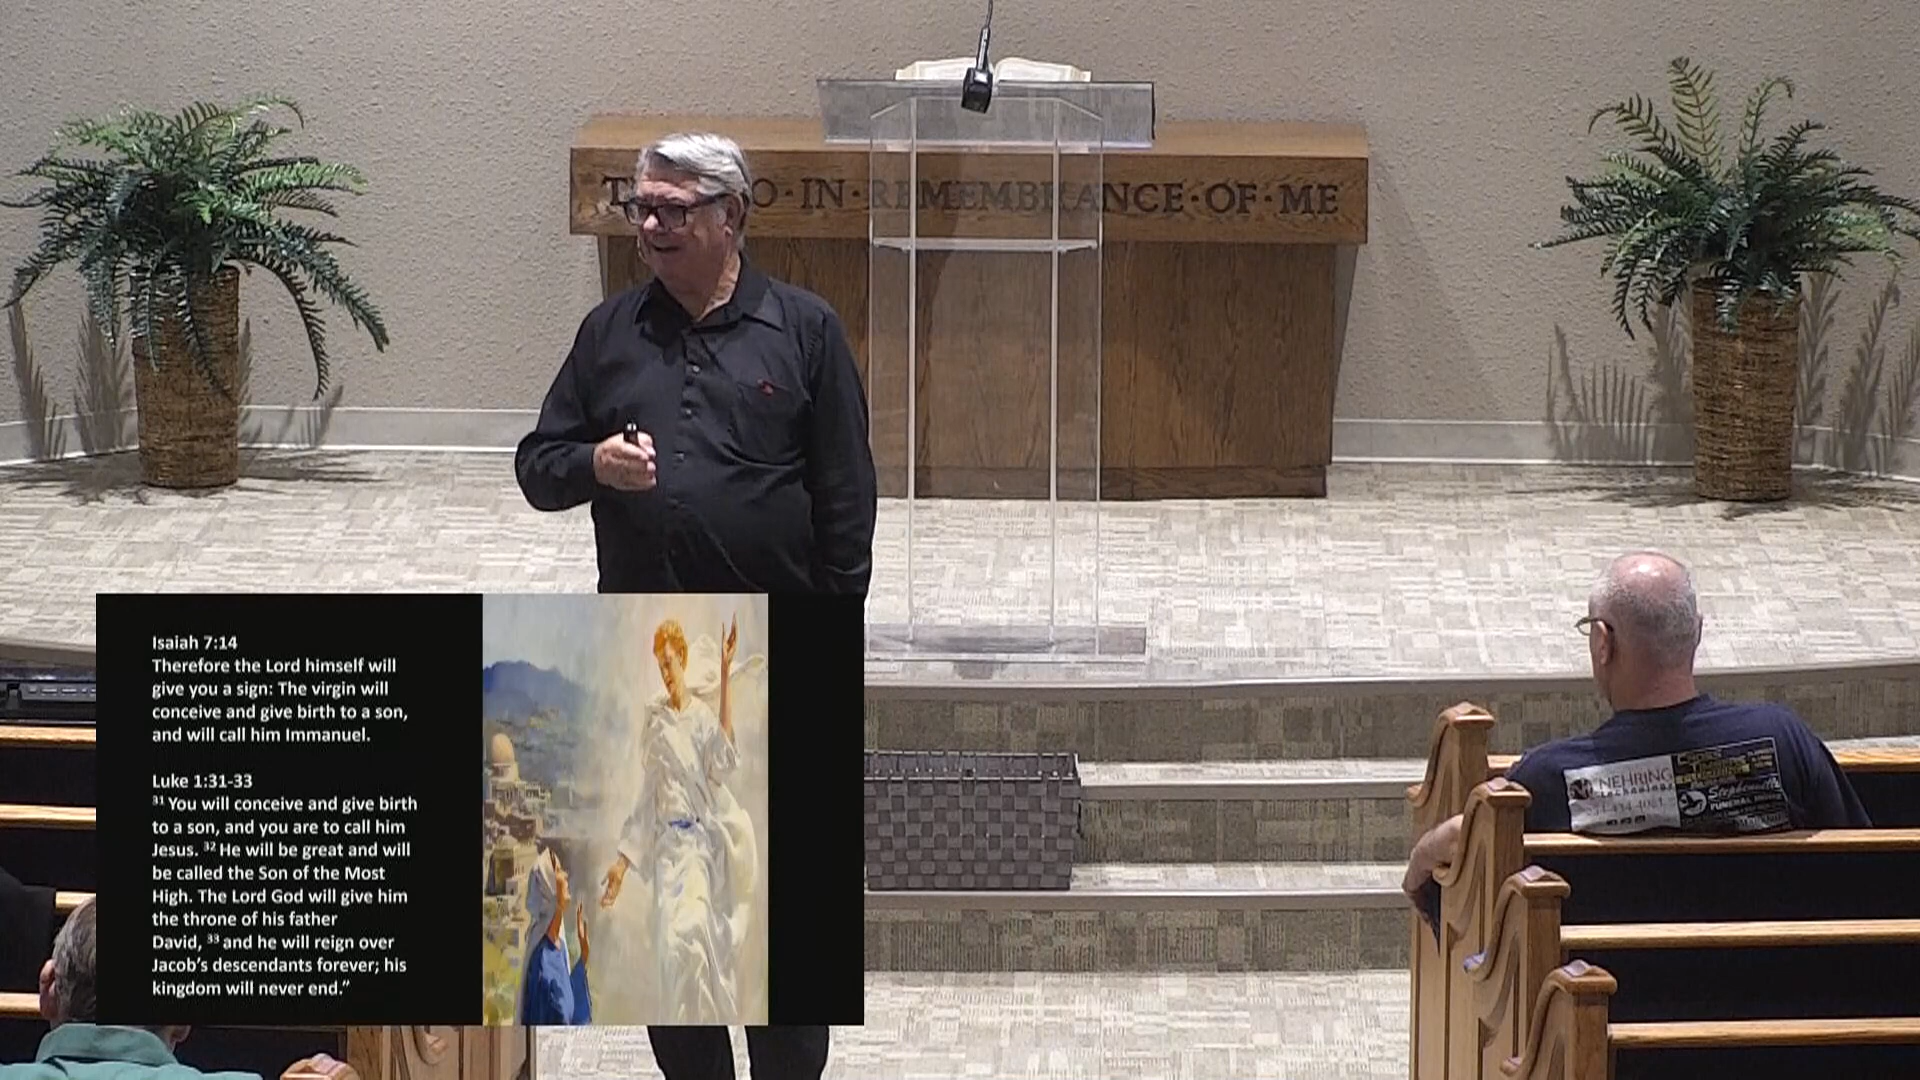 T O·IN·REMEMBRANCE·OF·ME
Isaiah 7:14
Therefore the Lord himself will
give you a sign: The virgin will
conceive and give birth to a son,
and will call him Immanuel.
Luke 1:31-33
31 You will conceive and give birth
to a son, and you are to call him
Jesus. 32 He will be great and will
be called the Son of the Most
High. The Lord God will give him
the throne of his father
David, 33 and he will reign over
Jacob’s descendants forever; his
kingdom will never end.”
NEHRING
FUNERAL